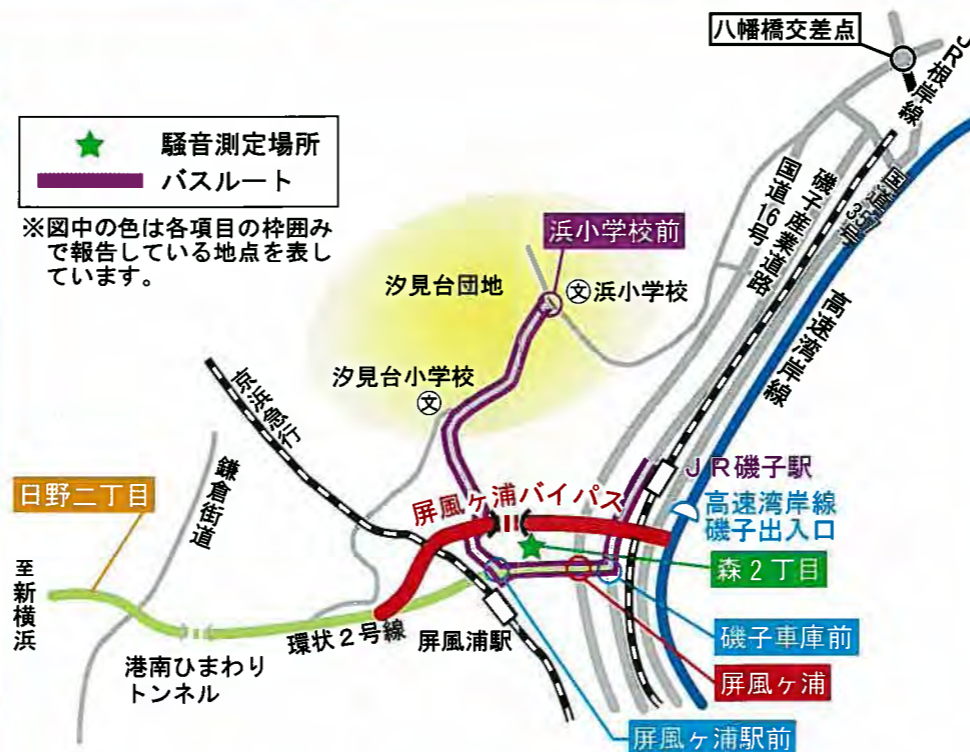 八幡橋交差点
JR根岸線
騒音測定場所
バスルート
※図中の色は各項目の枠囲み
で報告している地点を表し
ています。
国道16号
磯子産業道路
国道357号
高速湾岸線
浜小学校前
汐見台団地
文浜小学校
汐見台小学校
文
京浜急行
鎌倉街道
日野二丁目
屏風ヶ浦バイパス
JR磯子駅
高速湾岸線
磯子出入口
森2丁目
至新横浜
環状2号線
屏風浦駅
磯子車庫前
港南ひまわり
トンネル
屏風ヶ浦
屏風ヶ浦駅前